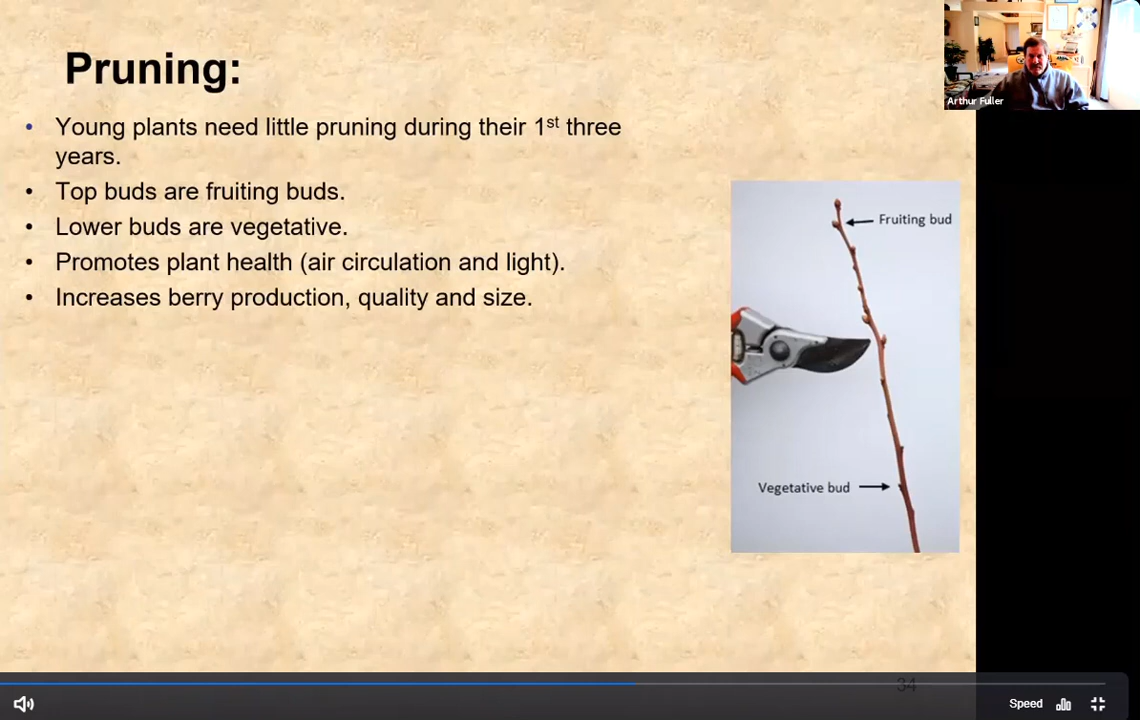 Pruning:
Arthur Fuller
• Young plants need little pruning during their 1st three
years.
• Top buds are fruiting buds.
• Lower buds are vegetative.
• Promotes plant health (air circulation and light).
• Increases berry production, quality and size.
Fruiting bud
Vegetative bud
34
Speed